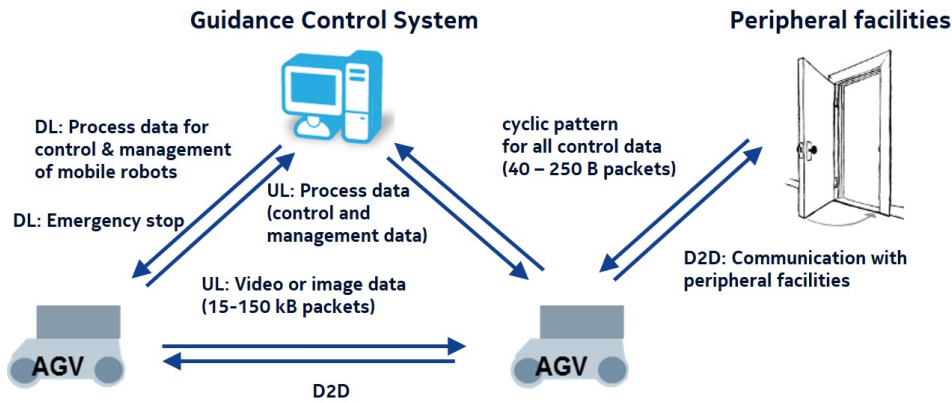 Guidance Control System
Peripheral facilities
DL: Process data for
control & management
of mobile robots
DL: Emergency stop
UL: Process data
(control and
management data)
cyclic pattern
for all control data
(40 – 250 B packets)
UL: Video or image data
(15-150 kB packets)
D2D: Communication with
peripheral facilities
AGV
AGV
D2D